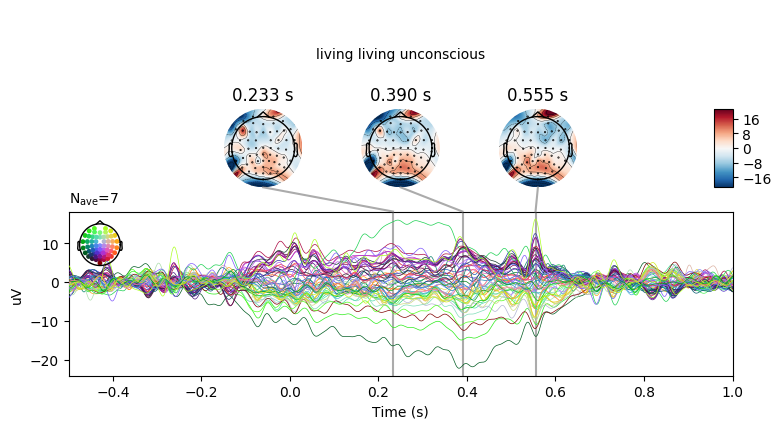 living living unconscious
0.233 s 0.390 s 0.555 s
16
8
0
−8
−16
Nave=7
10
0
−10
−20
uV
−0.4 −0.2 0.0 0.2 0.4 0.6 0.8 1.0
Time (s)